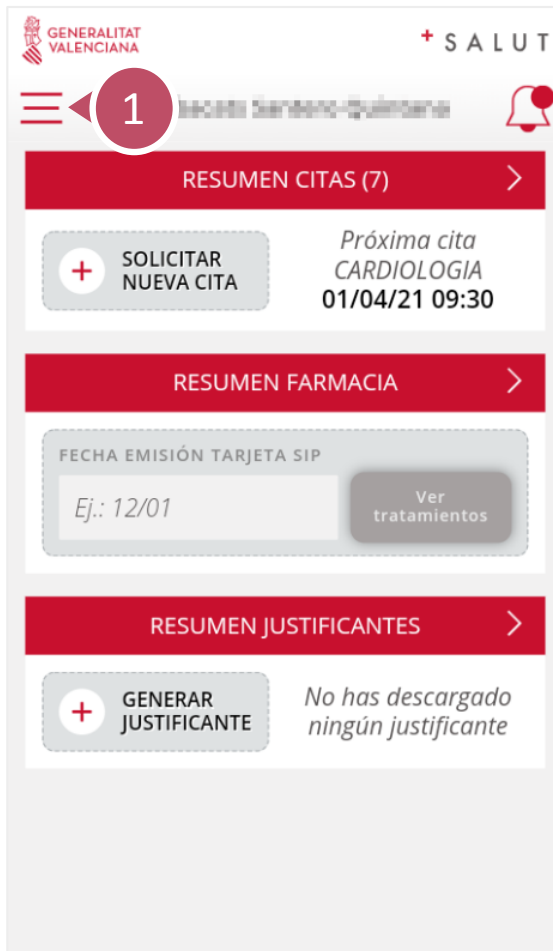 GENERALITAT
VALENCIANA
+ SALUT
1
RESUMEN CITAS (7)
SOLICITAR
NUEVA CITA
Próxima cita
CARDIOLOGIA
01/04/21 09:30
RESUMEN FARMACIA
FECHA EMISIÓN TARJETA SIP
Ej.: 12/01
Ver
tratamientos
RESUMEN JUSTIFICANTES
GENERAR
JUSTIFICANTE
No has descargado
ningún justificante